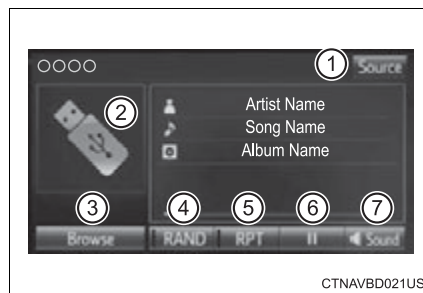 ○○○○
1
Source
2
Artist Name
Song Name
Album Name
3
4
5
6
7
Browse
RAND
RPT
II
Sound
CTNAVBD021US